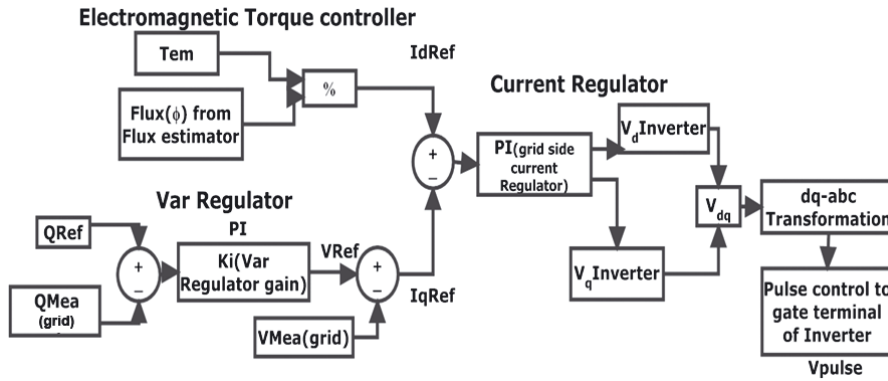 Electromagnetic Torque controller
Tem
IdRef
%
Flux(ϕ) from
Flux estimator
Current Regulator
+
−
PI(grid side
current
Regulator)
VdInverter
Var Regulator
PI
QRef
+
−
Ki(Var
Regulator gain)
VRef
+
−
IqRef
QMea
(grid)
VMea(grid)
VqInverter
Vdq
dq-abc
Transformation
Pulse control to
gate terminal
of Inverter
Vpulse